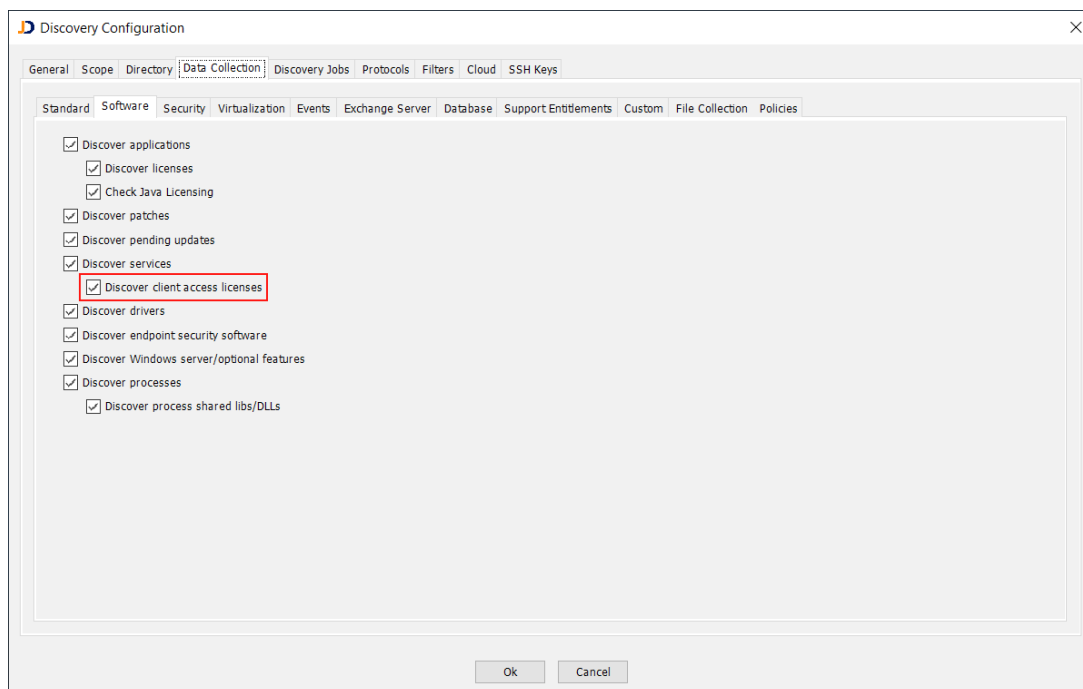 Discovery Configuration
General Scope Directory Data Collection Discovery Jobs Protocols Filters Cloud SSH Keys
Standard Software Security Virtualization Events Exchange Server Database Support Entitlements Custom File Collection Policies
Discover applications
Discover licenses
Check Java Licensing
Discover patches
Discover pending updates
Discover services
Discover client access licenses
Discover drivers
Discover endpoint security software
Discover Windows server/optional features
Discover processes
Discover process shared libs/DLLs
Ok Cancel